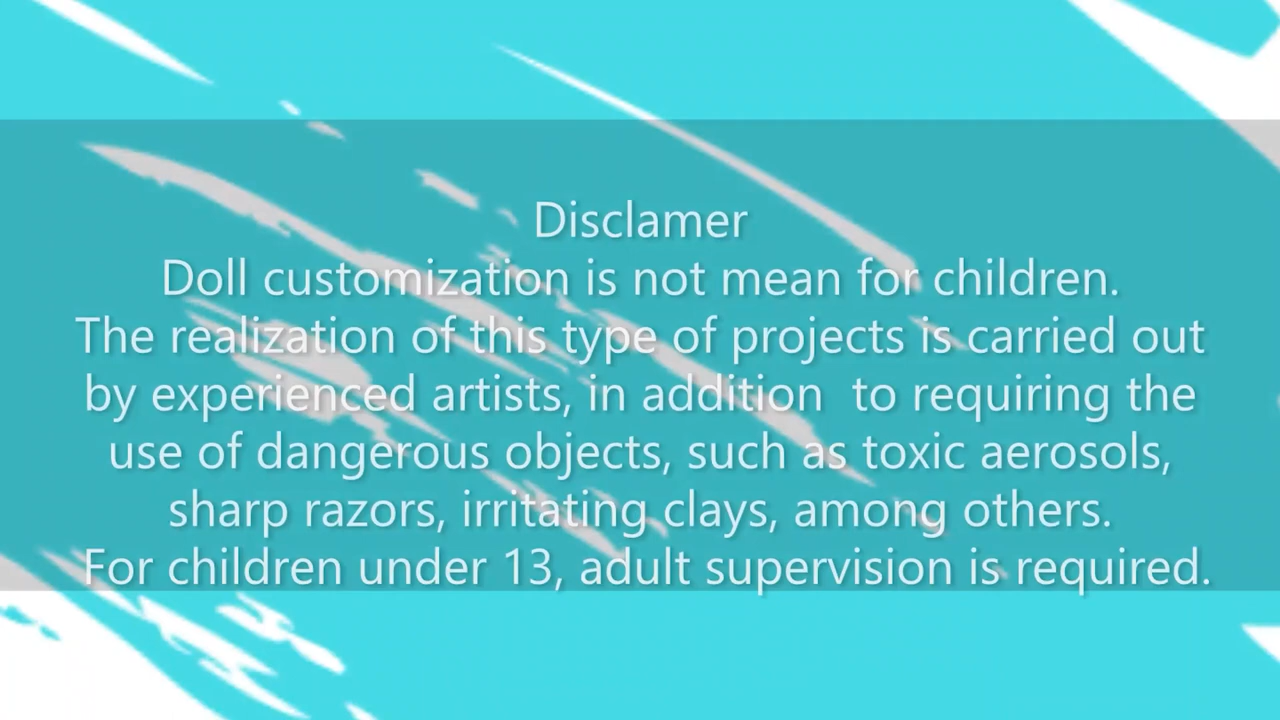 Disclamer
Doll customization is not mean for children.
The realization of this type of projects is carried out
by experienced artists, in addition  to requiring the
use of dangerous objects, such as toxic aerosols,
sharp razors, irritating clays, among others.
For children under 13, adult supervision is required.